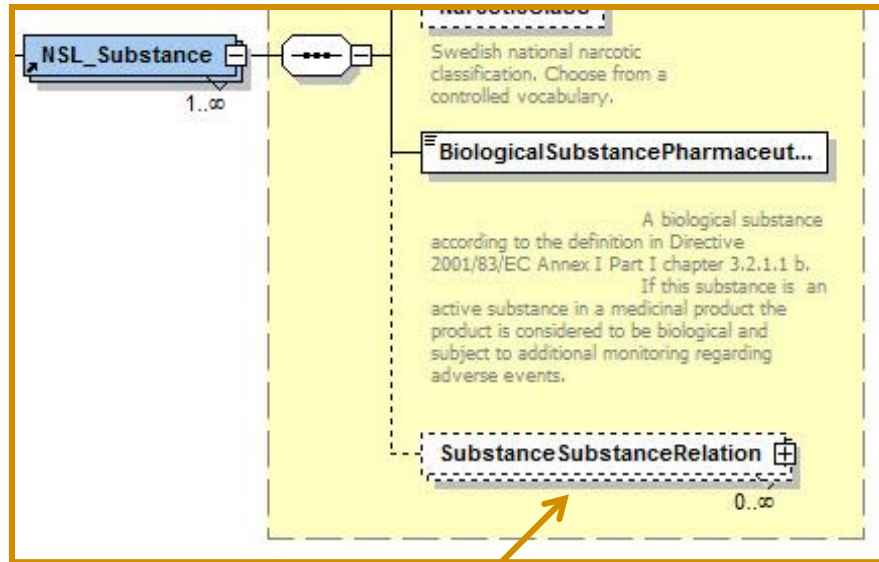 NarcoticClass
NSL_Substance
1..∞
Swedish national narcotic
classification. Choose from a
controlled vocabulary.
BiologicalSubstancePharmaceut...
A biological substance
according to the definition in Directive
2001/83/EC Annex I Part I chapter 3.2.1.1 b.
If this substance is an
active substance in a medicinal product the
product is considered to be biological and
subject to additional monitoring regarding
adverse events.
SubstanceSubstanceRelation
0..∞